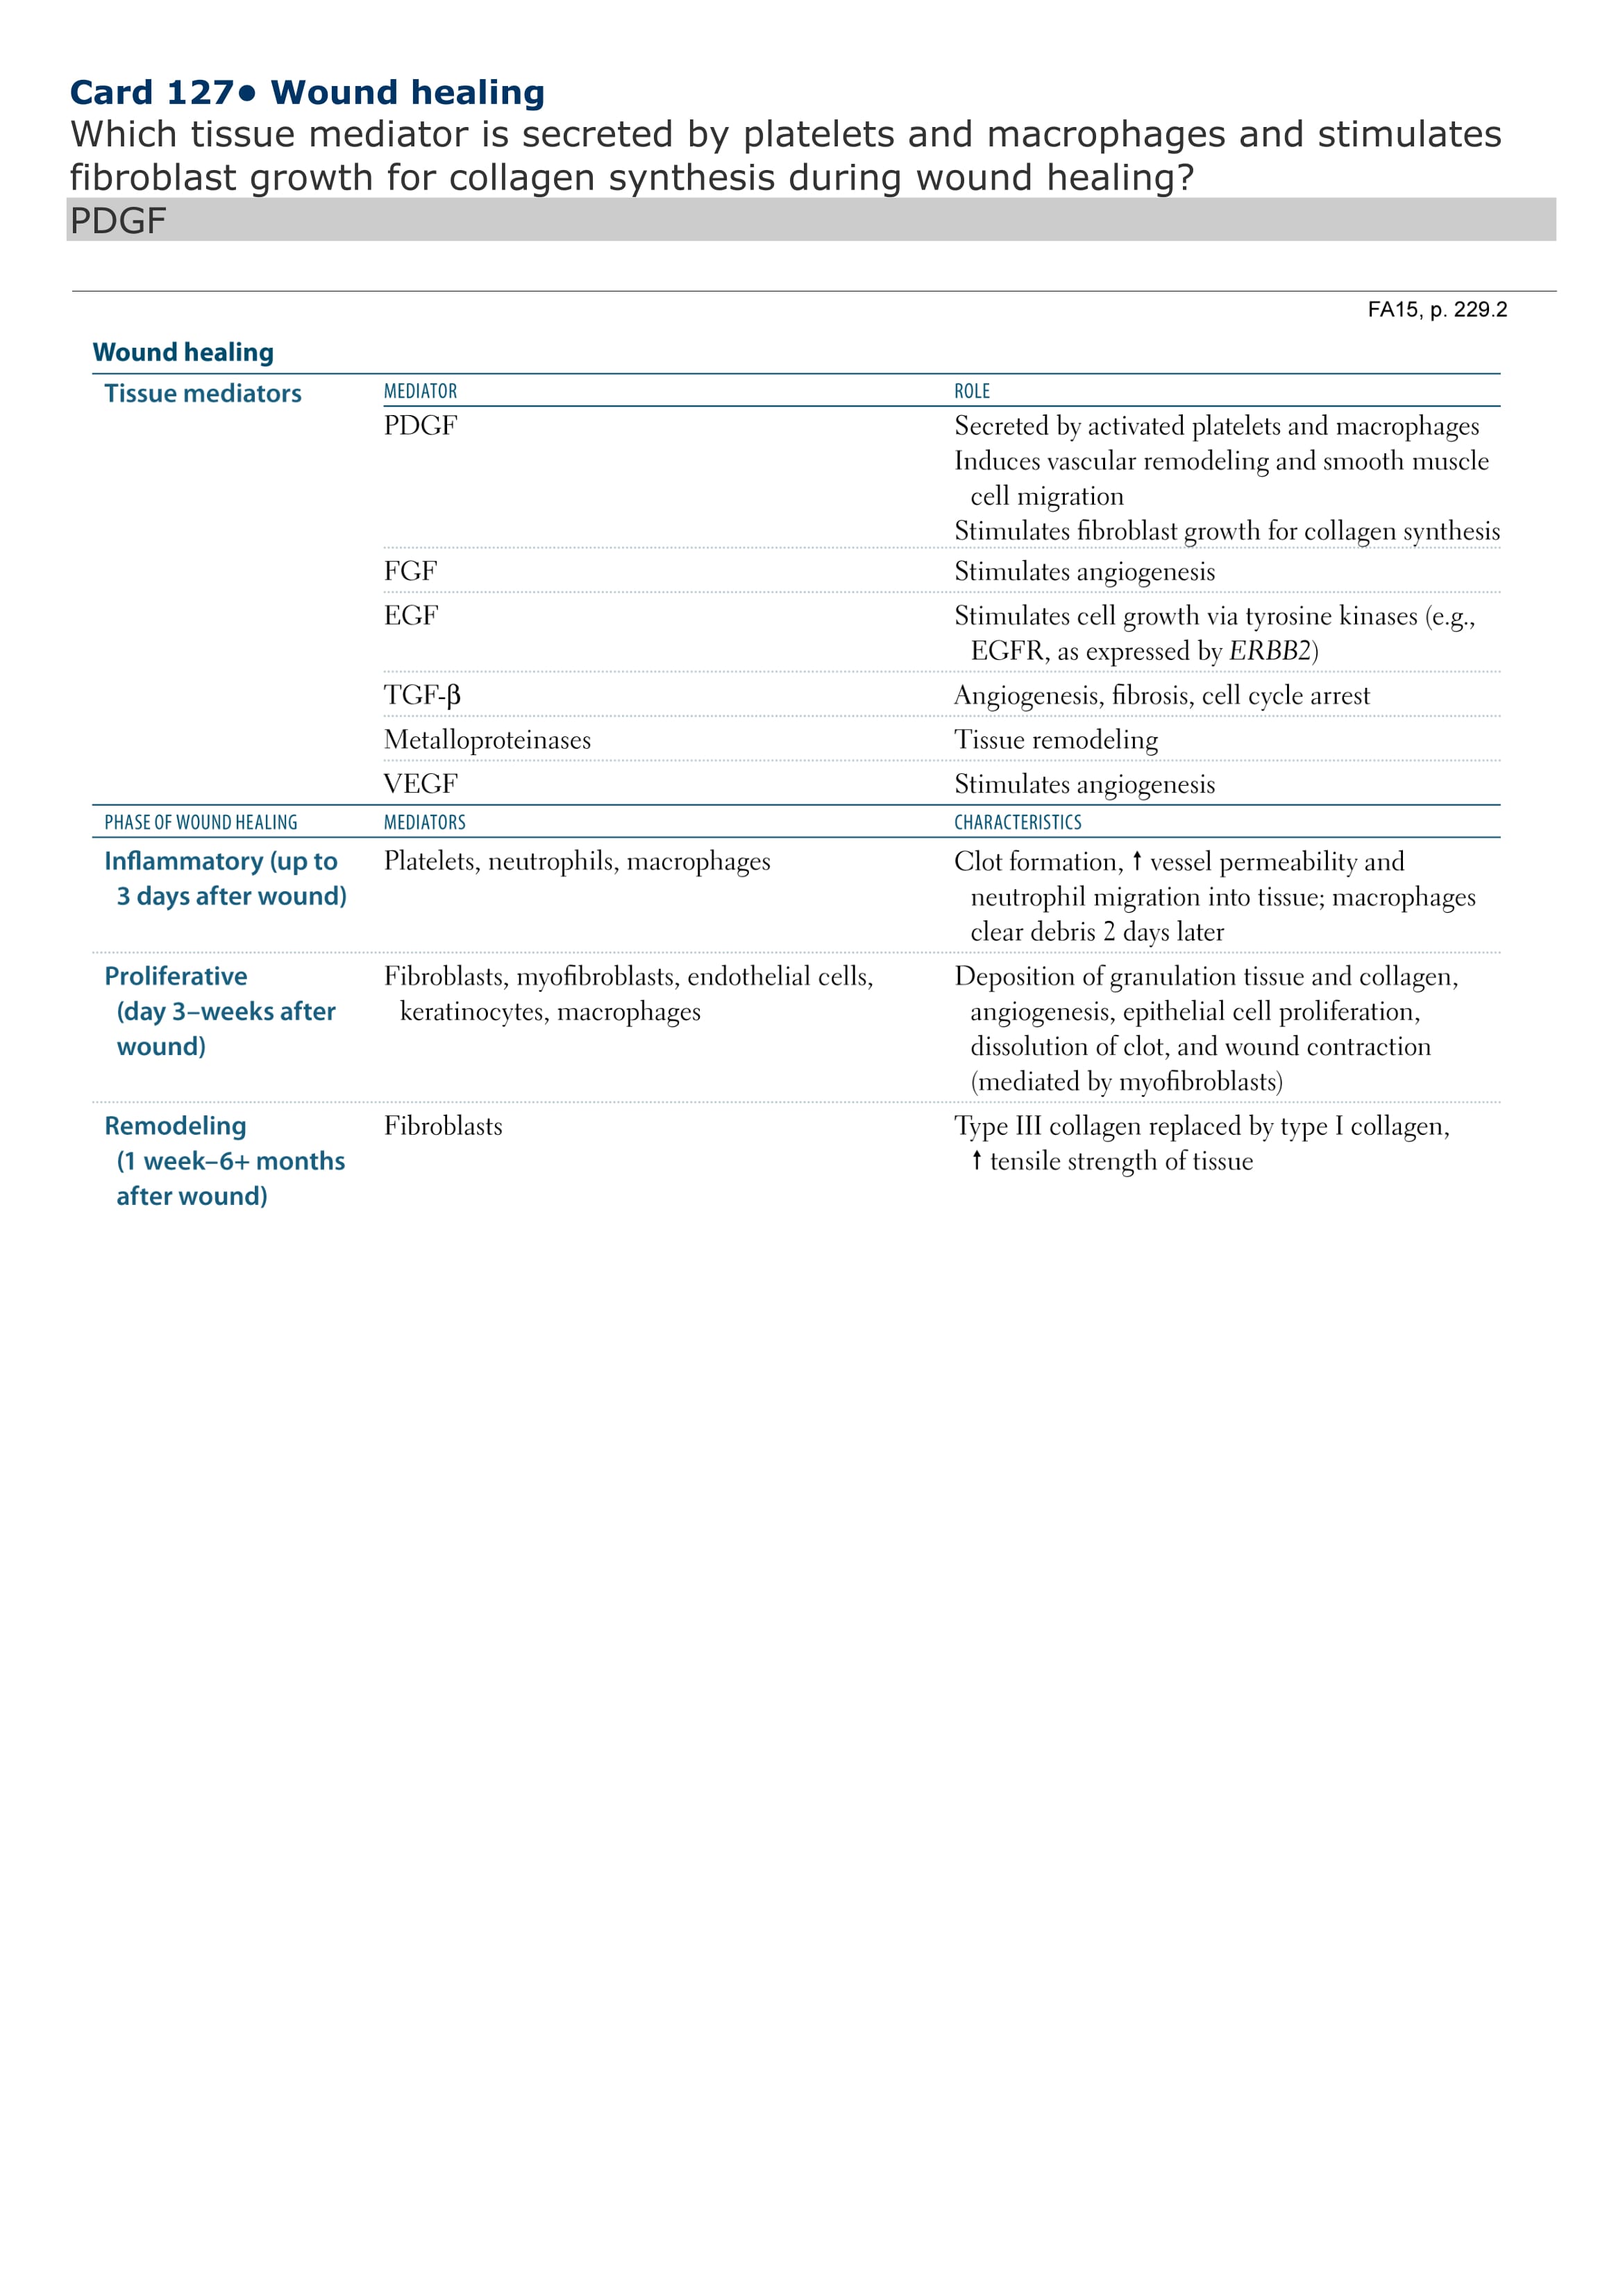 Card 127• Wound healing
Which tissue mediator is secreted by platelets and macrophages and stimulates
fibroblast growth for collagen synthesis during wound healing?
PDGF
FA15, p. 229.2
Wound healing
Tissue mediators MEDIATOR ROLE
PDGF Secreted by activated platelets and macrophages
Induces vascular remodeling and smooth muscle
cell migration
Stimulates fibroblast growth for collagen synthesis
FGF Stimulates angiogenesis
EGF Stimulates cell growth via tyrosine kinases (e.g.,
EGFR, as expressed by ERBB2)
TGF-β Angiogenesis, fibrosis, cell cycle arrest
Metalloproteinases Tissue remodeling
VEGF Stimulates angiogenesis
PHASE OF WOUND HEALING MEDIATORS CHARACTERISTICS
Inflammatory (up to Platelets, neutrophils, macrophages Clot formation, ↑ vessel permeability and
3 days after wound) neutrophil migration into tissue; macrophages
clear debris 2 days later
Proliferative Fibroblasts, myofibroblasts, endothelial cells, Deposition of granulation tissue and collagen,
(day 3–weeks after keratinocytes, macrophages angiogenesis, epithelial cell proliferation,
wound) dissolution of clot, and wound contraction
(mediated by myofibroblasts)
Remodeling Fibroblasts Type III collagen replaced by type I collagen,
(1 week–6+ months ↑ tensile strength of tissue
after wound)